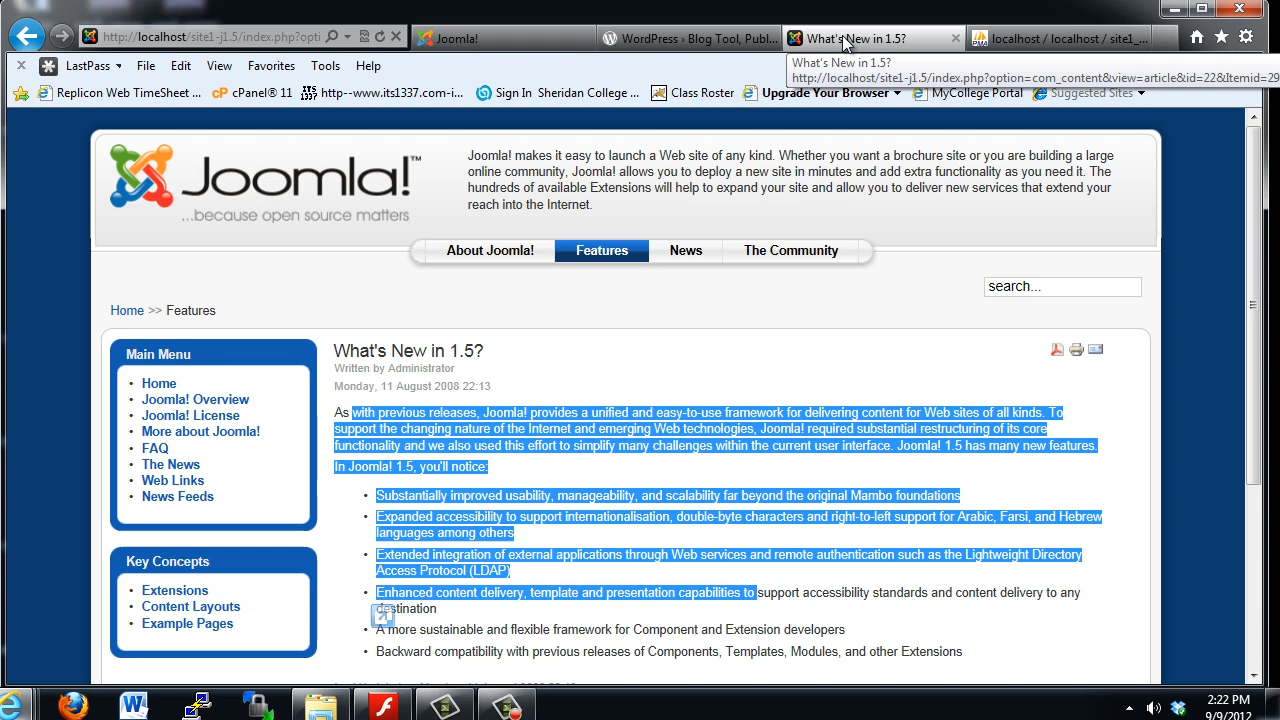 http://localhost/site1-j1.5/index.php?opti
Joomla!
WordPress › Blog Tool, Publ...
What's New in 1.5?
localhost / localhost / site1_...
LastPass File Edit View Favorites Tools Help
What's New in 1.5?
http://localhost/site1-j1.5/index.php?option=com_content&view=article&id=22&Itemid=29
Replicon Web TimeSheet ... cPanel® 11 http--www.its1337.com-i... Sign In Sheridan College ... Class Roster Upgrade Your Browser MyCollege Portal Suggested Sites
Joomla!™
...because open source matters
Joomla! makes it easy to launch a Web site of any kind. Whether you want a brochure site or you are building a large
online community, Joomla! allows you to deploy a new site in minutes and add extra functionality as you need it. The
hundreds of available Extensions will help to expand your site and allow you to deliver new services that extend your
reach into the Internet.
About Joomla! Features News The Community
search...
Home >> Features
Main Menu
• Home
• Joomla! Overview
• Joomla! License
• More about Joomla!
• FAQ
• The News
• Web Links
• News Feeds
Key Concepts
• Extensions
• Content Layouts
• Example Pages
What's New in 1.5?
Written by Administrator
Monday, 11 August 2008 22:13
As with previous releases, Joomla! provides a unified and easy-to-use framework for delivering content for Web sites of all kinds. To
support the changing nature of the Internet and emerging Web technologies, Joomla! required substantial restructuring of its core
functionality and we also used this effort to simplify many challenges within the current user interface. Joomla! 1.5 has many new features.
In Joomla! 1.5, you'll notice:
• Substantially improved usability, manageability, and scalability far beyond the original Mambo foundations
• Expanded accessibility to support internationalisation, double-byte characters and right-to-left support for Arabic, Farsi, and Hebrew
languages among others
• Extended integration of external applications through Web services and remote authentication such as the Lightweight Directory
Access Protocol (LDAP)
• Enhanced content delivery, template and presentation capabilities to support accessibility standards and content delivery to any
destination
• A more sustainable and flexible framework for Component and Extension developers
• Backward compatibility with previous releases of Components, Templates, Modules, and other Extensions
2:22 PM
9/9/2012